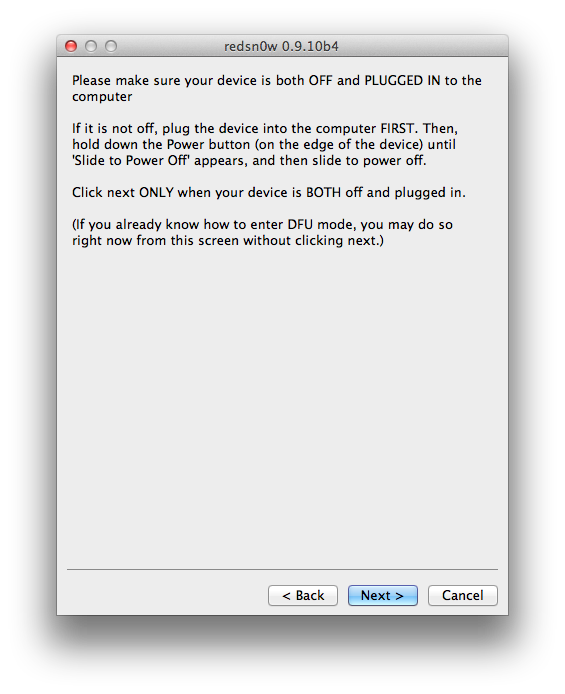 redsn0w 0.9.10b4
Please make sure your device is both OFF and PLUGGED IN to the
computer
If it is not off, plug the device into the computer FIRST. Then,
hold down the Power button (on the edge of the device) until
'Slide to Power Off' appears, and then slide to power off.
Click next ONLY when your device is BOTH off and plugged in.
(If you already know how to enter DFU mode, you may do so
right now from this screen without clicking next.)
< Back
Next >
Cancel